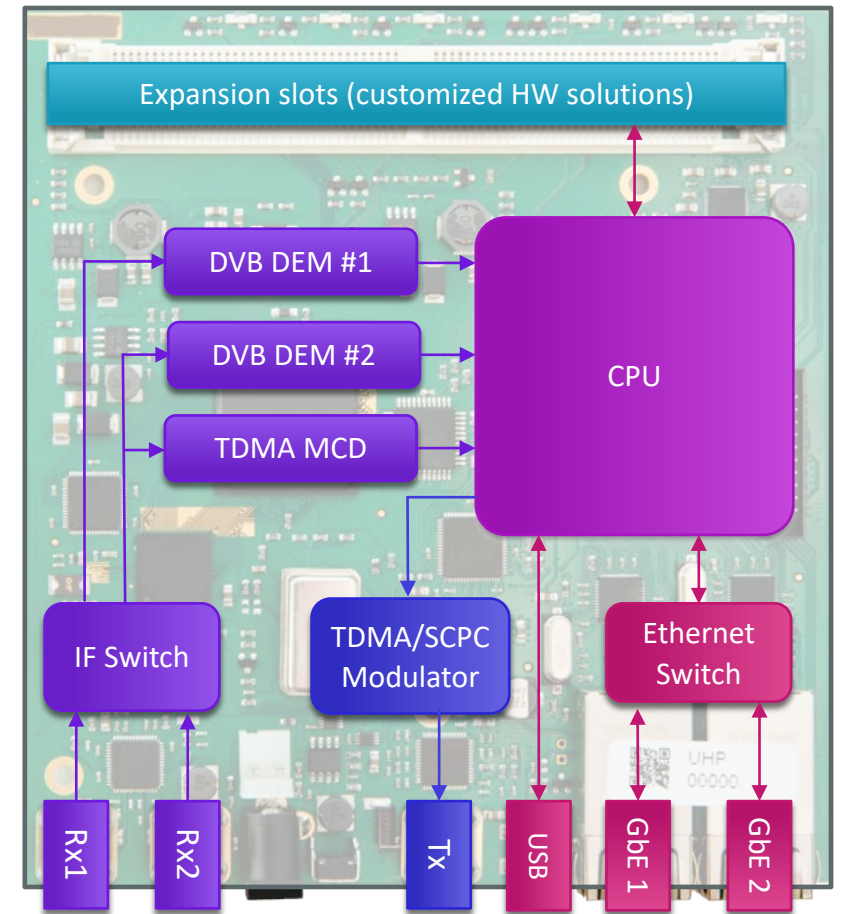 Expansion slots (customized HW solutions)
DVB DEM #1
DVB DEM #2
CPU
TDMA MCD
IF Switch
TDMA/SCPC
Modulator
Ethernet
Switch
UHP
00000
Rx1
Rx2
Tx
USB
GbE 1
GbE 2